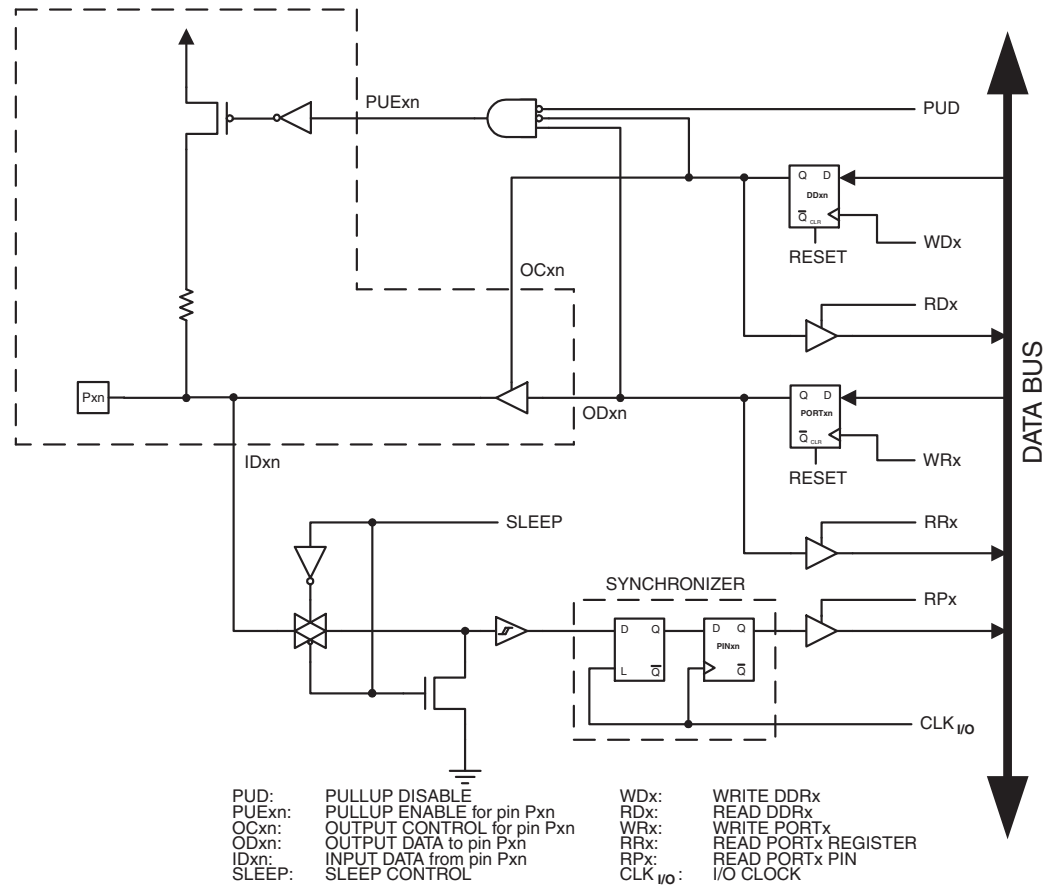 PUExn
PUD
Q D
DDxn
Q CLR
WDx
RESET
OCxn
RDx
Pxn
Q D
ODxn
PORTxn
Q CLR
IDxn
WRx
RESET
DATA BUS
SLEEP
RRx
SYNCHRONIZER
RPx
D Q
D Q
PINxn
L Q
Q
CLK I/O
PUD: PULLUP DISABLE
PUExn: PULLUP ENABLE for pin Pxn
OCxn: OUTPUT CONTROL for pin Pxn
ODxn: OUTPUT DATA to pin Pxn
IDxn: INPUT DATA from pin Pxn
SLEEP: SLEEP CONTROL
WDx: WRITE DDRx
RDx: READ DDRx
WRx: WRITE PORTx
RRx: READ PORTx REGISTER
RPx: READ PORTx PIN
CLK I/O: I/O CLOCK